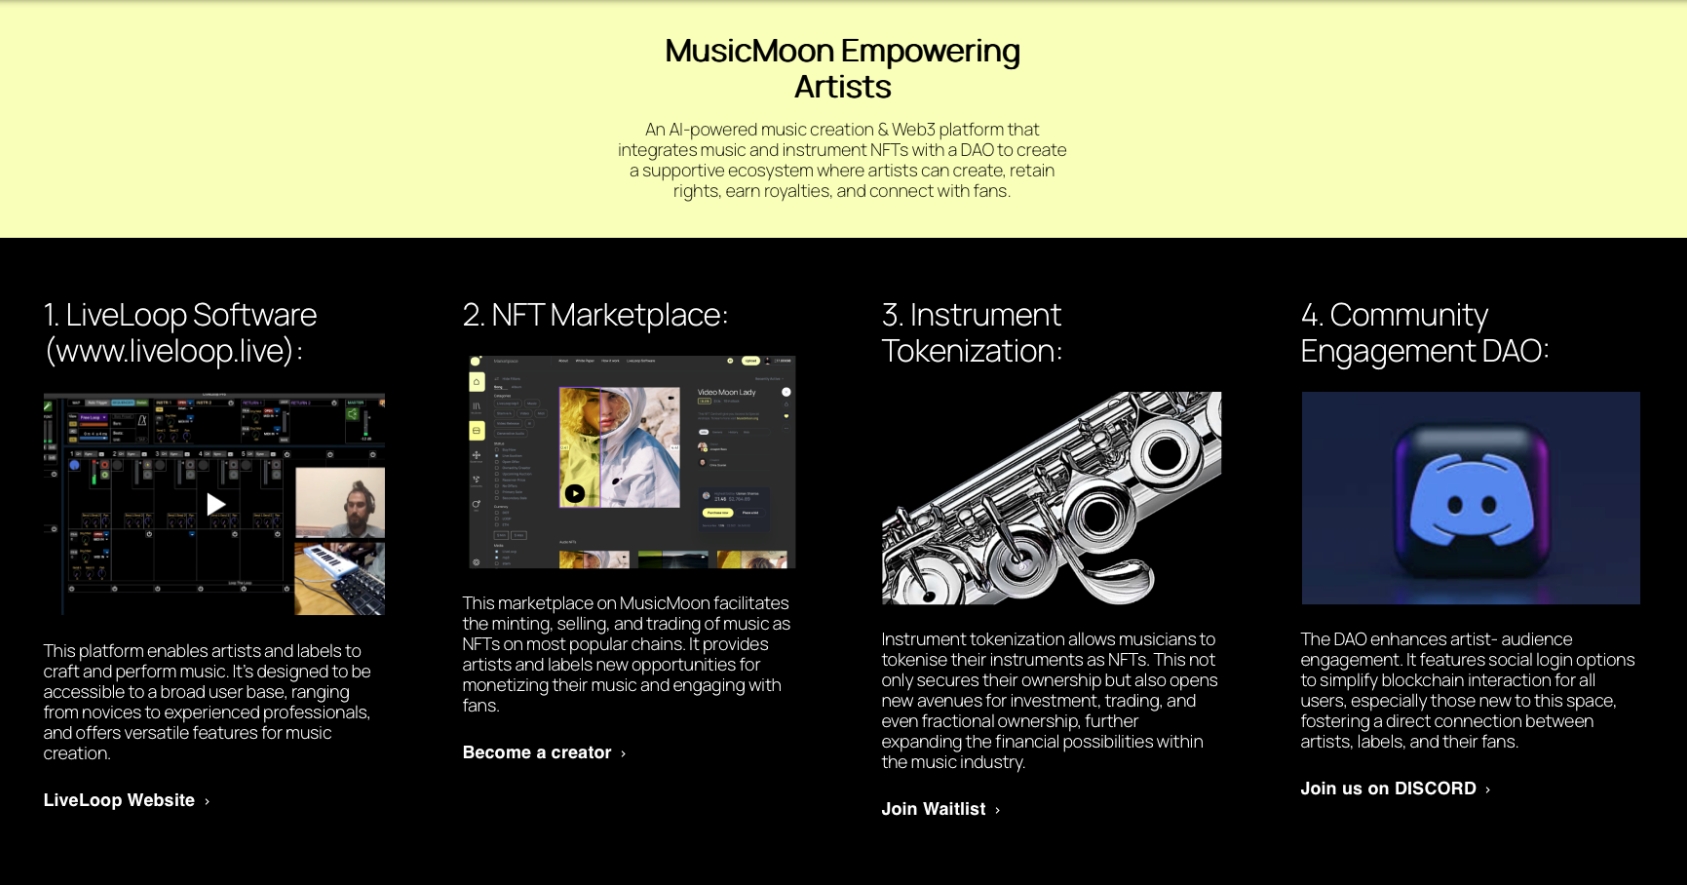 MusicMoon Empowering
Artists
An AI-powered music creation & Web3 platform that
integrates music and instrument NFTs with a DAO to create
a supportive ecosystem where artists can create, retain
rights, earn royalties, and connect with fans.
1. LiveLoop Software
(www.liveloop.live):
This platform enables artists and labels to
craft and perform music. It's designed to be
accessible to a broad user base, ranging
from novices to experienced professionals,
and offers versatile features for music
creation.
LiveLoop Website ›
2. NFT Marketplace:
Video Moon Lady
This marketplace on MusicMoon facilitates
the minting, selling, and trading of music as
NFTs on most popular chains. It provides
artists and labels new opportunities for
monetizing their music and engaging with
fans.
Become a creator ›
3. Instrument
Tokenization:
Instrument tokenization allows musicians to
tokenise their instruments as NFTs. This not
only secures their ownership but also opens
new avenues for investment, trading, and
even fractional ownership, further
expanding the financial possibilities within
the music industry.
Join Waitlist ›
4. Community
Engagement DAO:
The DAO enhances artist- audience
engagement. It features social login options
to simplify blockchain interaction for all
users, especially those new to this space,
fostering a direct connection between
artists, labels, and their fans.
Join us on DISCORD ›